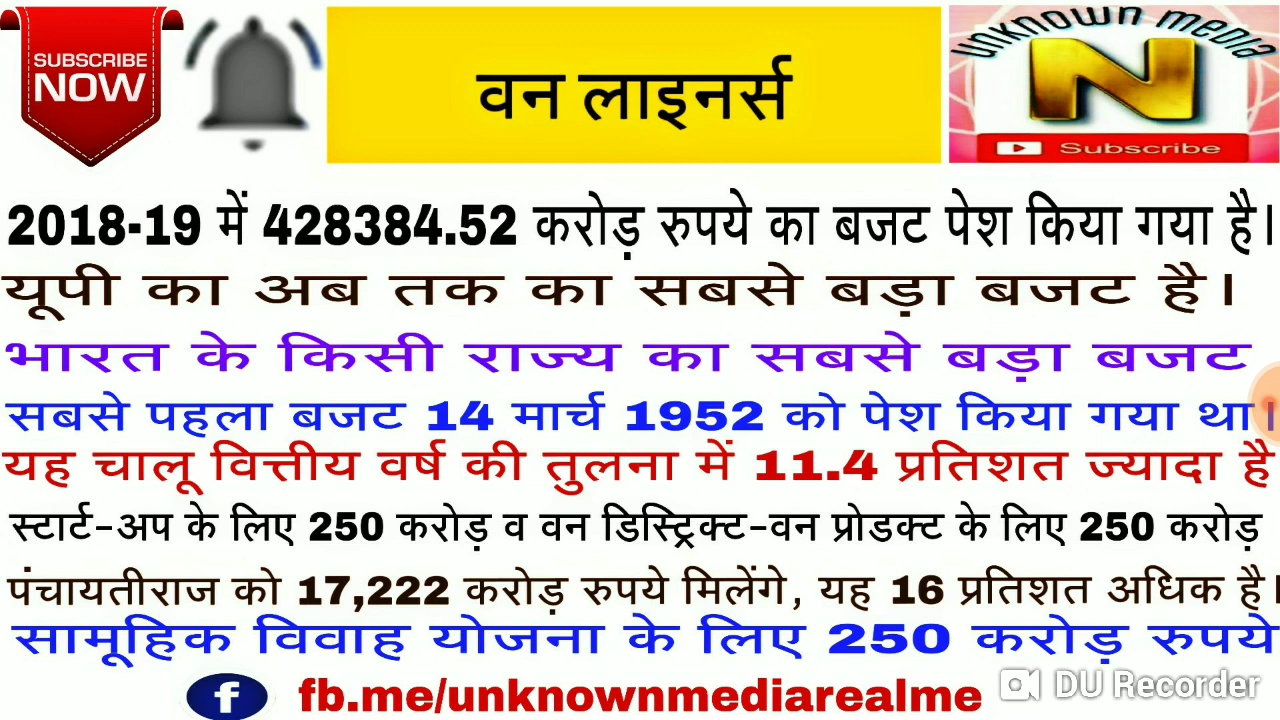 SUBSCRIBE
NOW
वन लाइनर्स
unknown media
N
Subscribe
2018-19 में 428384.52 करोड़ रुपये का बजट पेश किया गया है।
यूपी का अब तक का सबसे बड़ा बजट है।
भारत के किसी राज्य का सबसे बड़ा बजट
सबसे पहला बजट 14 मार्च 1952 को पेश किया गया था।
यह चालू वित्तीय वर्ष की तुलना में 11.4 प्रतिशत ज्यादा है
स्टार्ट-अप के लिए 250 करोड़ व वन डिस्ट्रिक्ट-वन प्रोडक्ट के लिए 250 करोड़
पंचायतीराज को 17,222 करोड़ रुपये मिलेंगे, यह 16 प्रतिशत अधिक है।
सामूहिक विवाह योजना के लिए 250 करोड़ रुपये
f fb.me/unknownmediarealme
DU Recorder